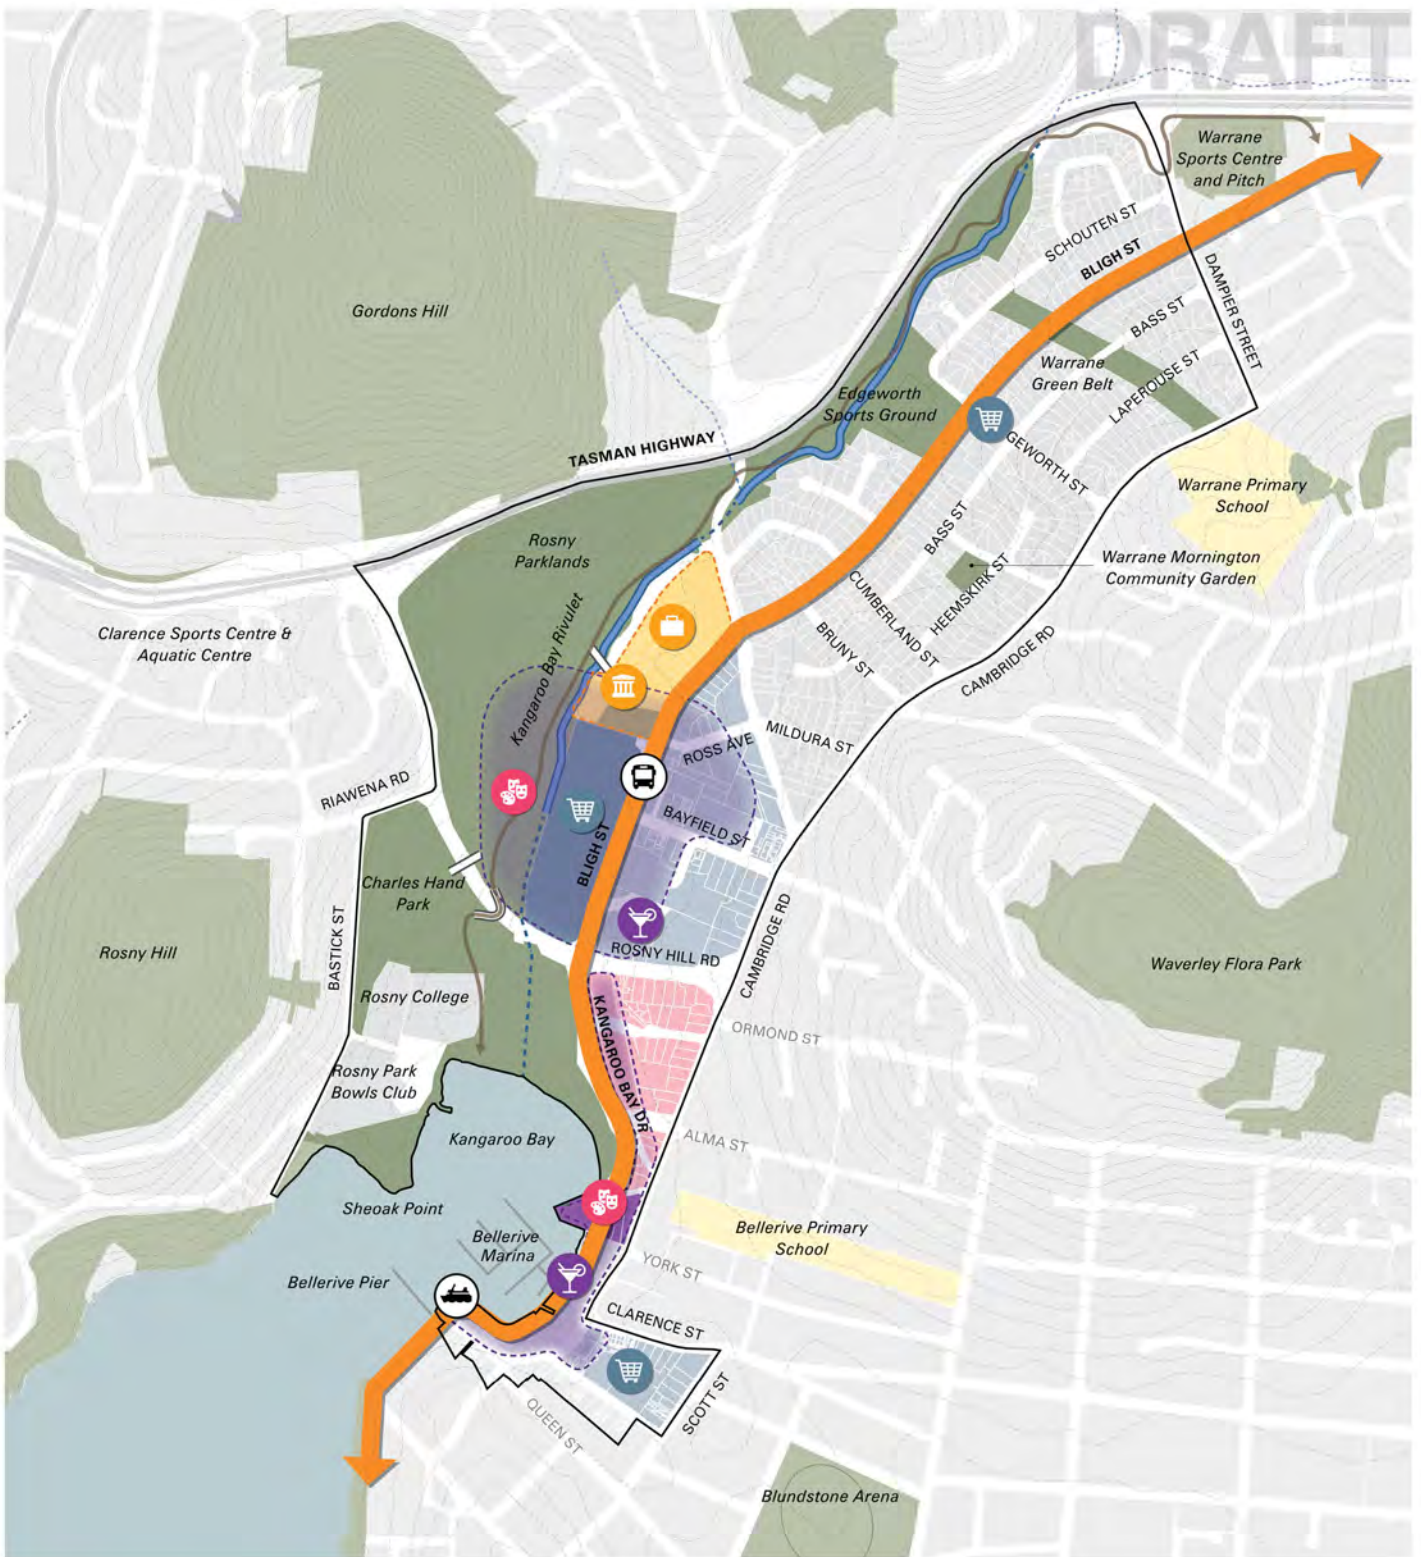 DRAFT
Warrane
Sports Centre
and Pitch
SCHOUTEN ST
BLIGH ST
DAMPIER STREET
Gordons Hill
BASS ST
Warrane
Green Belt
LAPEROUSE ST
Edgeworth
Sports Ground
TASMAN HIGHWAY
GEWORTH ST
Warrane Primary
School
BASS ST
Rosny
Parklands
HEEMSKIRK ST
Warrane Mornington
Community Garden
CUMBERLAND ST
Clarence Sports Centre &
Aquatic Centre
Kangaroo Bay Rivulet
BRUNY ST
CAMBRIDGE RD
MILDURA ST
ROSS AVE
RIAWENA RD
BAYFIELD ST
BLIGH ST
Charles Hand
Park
BASTICK ST
CAMBRIDGE RD
Rosny Hill
ROSNY HILL RD
Waverley Flora Park
Rosny College
KANGAROO BAY DR
ORMOND ST
Rosny Park
Bowls Club
Kangaroo Bay
ALMA ST
Sheoak Point
Bellerive
Marina
Bellerive Primary
School
YORK ST
Bellerive Pier
CLARENCE ST
SCOTT ST
QUEEN ST
Blundstone Arena